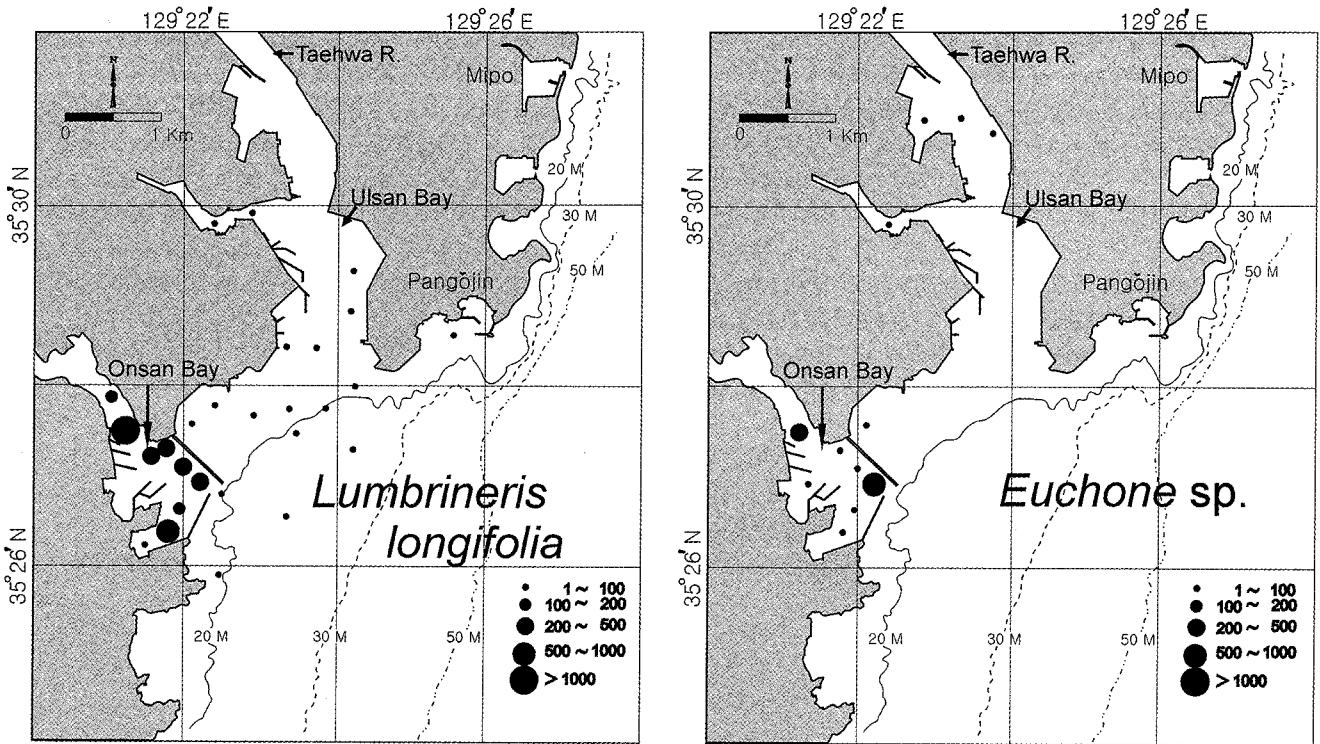 129° 22' E
129° 26' E
Taehwa R.
Mipo
N
0 1 Km
20 M
35° 30' N
Ulsan Bay
30 M
50 M
Pangŏjin
Onsan Bay
Lumbrineris
longifolia
35° 26' N
1 ~ 100
100 ~ 200
200 ~ 500
500 ~ 1000
> 1000
20 M
30 M
50 M
129° 22' E
129° 26' E
Taehwa R.
Mipo
N
0 1 Km
20 M
35° 30' N
Ulsan Bay
30 M
50 M
Pangŏjin
Onsan Bay
Euchone sp.
35° 26' N
1 ~ 100
100 ~ 200
200 ~ 500
500 ~ 1000
> 1000
20 M
30 M
50 M